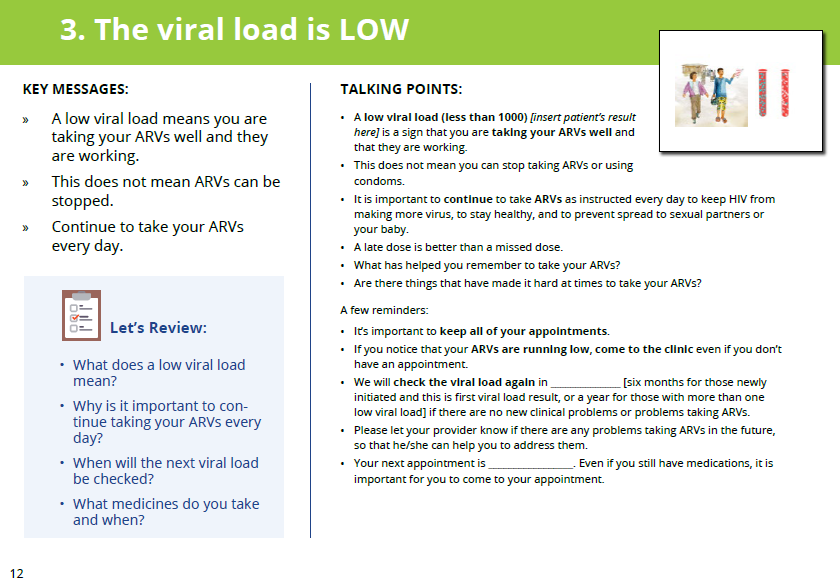 3. The viral load is LOW
KEY MESSAGES:
» A low viral load means you are
taking your ARVs well and they
are working.
» This does not mean ARVs can be
stopped.
» Continue to take your ARVs
every day.
Let’s Review:
• What does a low viral load
mean?
• Why is it important to con-
tinue taking your ARVs every
day?
• When will the next viral load
be checked?
• What medicines do you take
and when?
TALKING POINTS:
• A low viral load (less than 1000) [insert patient’s result
here] is a sign that you are taking your ARVs well and
that they are working.
• This does not mean you can stop taking ARVs or using
condoms.
• It is important to continue to take ARVs as instructed every day to keep HIV from
making more virus, to stay healthy, and to prevent spread to sexual partners or
your baby.
• A late dose is better than a missed dose.
• What has helped you remember to take your ARVs?
• Are there things that have made it hard at times to take your ARVs?
A few reminders:
• It’s important to keep all of your appointments.
• If you notice that your ARVs are running low, come to the clinic even if you don’t
have an appointment.
• We will check the viral load again in ______________ [six months for those newly
initiated and this is first viral load result, or a year for those with more than one
low viral load] if there are no new clinical problems or problems taking ARVs.
• Please let your provider know if there are any problems taking ARVs in the future,
so that he/she can help you to address them.
• Your next appointment is _________________. Even if you still have medications, it is
important for you to come to your appointment.
12